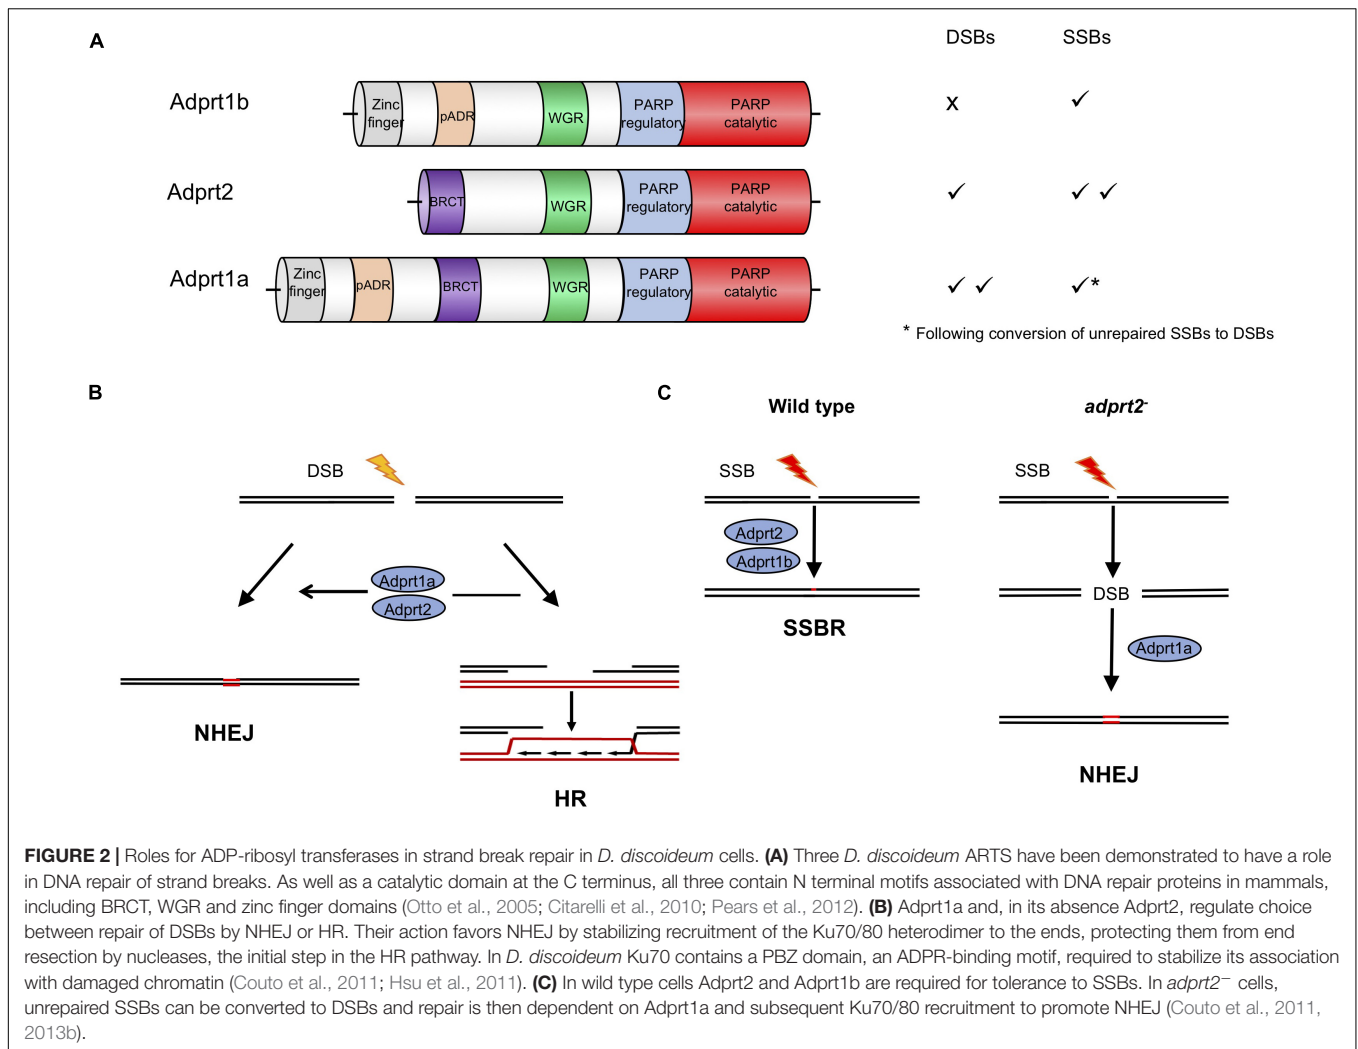 A
DSBs SSBs
Adprt1b
Zinc finger
pADR
WGR
PARP regulatory
PARP catalytic
x ✓
Adprt2
BRCT
WGR
PARP regulatory
PARP catalytic
✓ ✓ ✓
Adprt1a
Zinc finger
pADR
BRCT
WGR
PARP regulatory
PARP catalytic
✓ ✓ ✓*
* Following conversion of unrepaired SSBs to DSBs
B
DSB
Adprt1a
Adprt2
NHEJ
HR
C
Wild type
SSB
Adprt2
Adprt1b
SSBR
adprt2-
SSB
DSB
Adprt1a
NHEJ
FIGURE 2 | Roles for ADP-ribosyl transferases in strand break repair in D. discoideum cells. (A) Three D. discoideum ARTS have been demonstrated to have a role
in DNA repair of strand breaks. As well as a catalytic domain at the C terminus, all three contain N terminal motifs associated with DNA repair proteins in mammals,
including BRCT, WGR and zinc finger domains (Otto et al., 2005; Citarelli et al., 2010; Pears et al., 2012). (B) Adprt1a and, in its absence Adprt2, regulate choice
between repair of DSBs by NHEJ or HR. Their action favors NHEJ by stabilizing recruitment of the Ku70/80 heterodimer to the ends, protecting them from end
resection by nucleases, the initial step in the HR pathway. In D. discoideum Ku70 contains a PBZ domain, an ADPR-binding motif, required to stabilize its association
with damaged chromatin (Couto et al., 2011; Hsu et al., 2011). (C) In wild type cells Adprt2 and Adprt1b are required for tolerance to SSBs. In adprt2− cells,
unrepaired SSBs can be converted to DSBs and repair is then dependent on Adprt1a and subsequent Ku70/80 recruitment to promote NHEJ (Couto et al., 2011,
2013b).